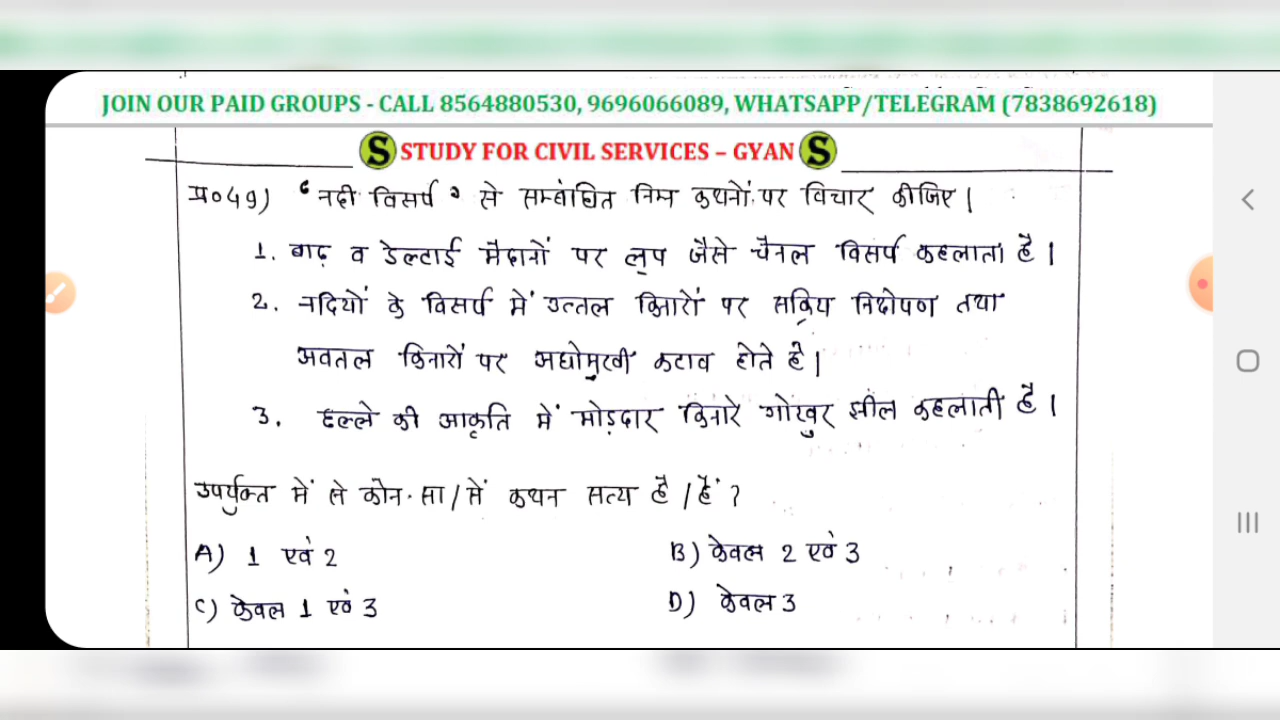 JOIN OUR PAID GROUPS - CALL 8564880530, 9696066089, WHATSAPP/TELEGRAM (7838692618)
S STUDY FOR CIVIL SERVICES – GYAN S
प्र०49) ‘नदी विसर्प’ से सम्बंधित निम्न कथनों पर विचार कीजिए।
1. बाढ़ व डेल्टाई मैदानों पर लूप जैसे चैनल विसर्प कहलाता है।
2. नदियों के विसर्प में उत्तल किनारों पर सक्रिय निक्षेपण तथा
अवतल किनारों पर अधोमुखी कटाव होते हैं।
3. छल्ले की आकृति में मोड़दार किनारे गोखुर झील कहलाती है।
उपर्युक्त में से कौन-सा/से कथन सत्य है/हैं?
A) 1 एवं 2
B) केवल 2 एवं 3
C) केवल 1 एवं 3
D) केवल 3